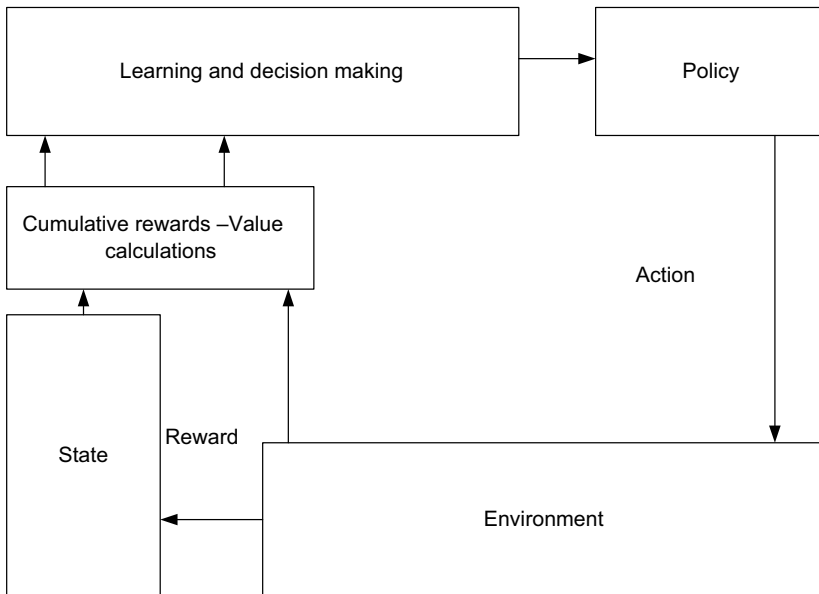 Learning and decision making
Policy
Cumulative rewards –Value
calculations
Action
Reward
State
Environment